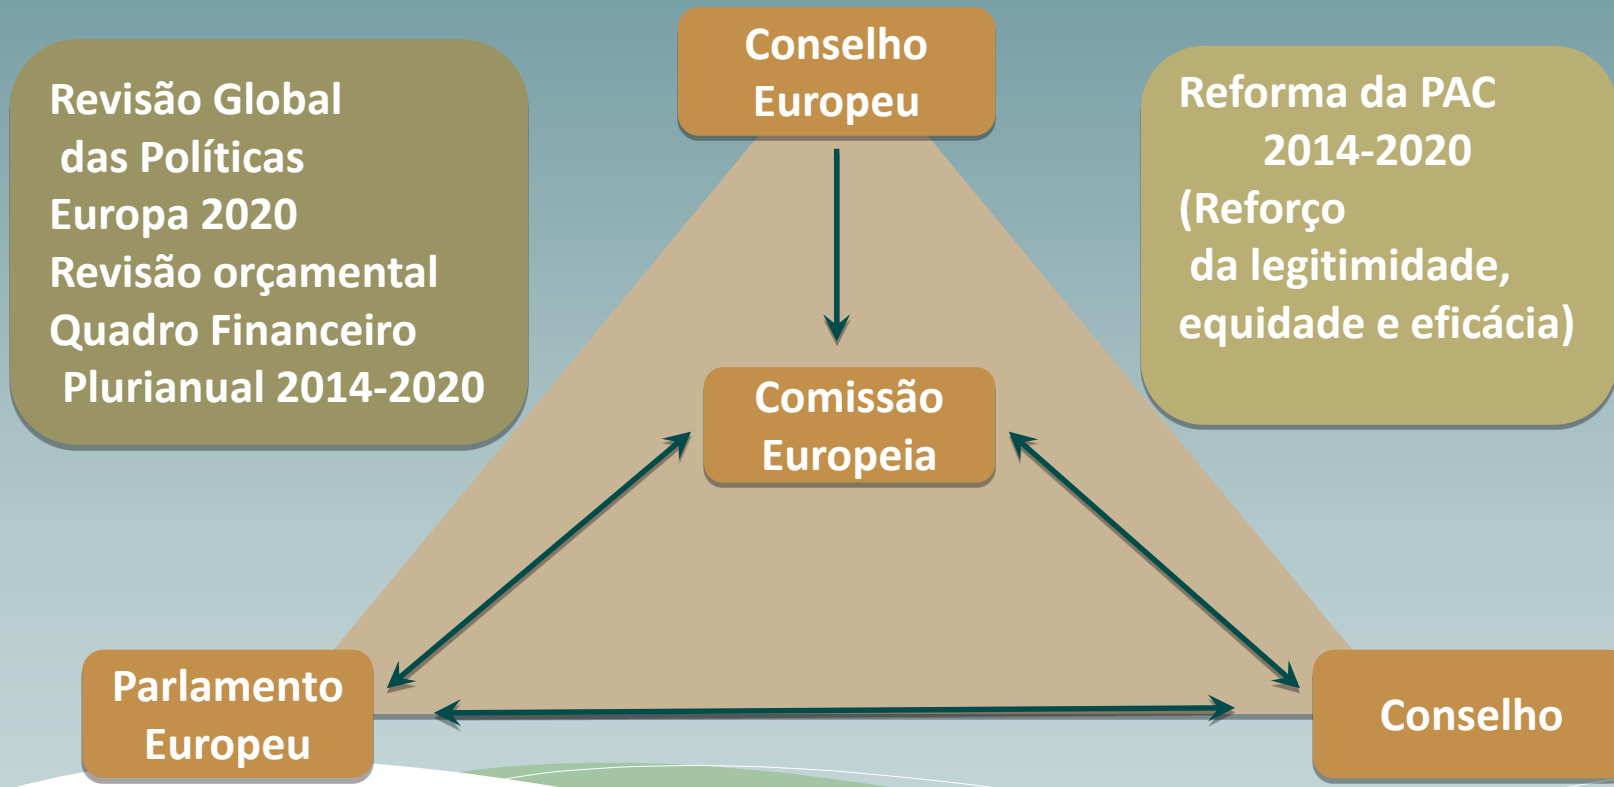 Revisão Global
das Políticas
Europa 2020
Revisão orçamental
Quadro Financeiro
Plurianual 2014-2020
Conselho
Europeu
Reforma da PAC
2014-2020
(Reforço
da legitimidade,
equidade e eficácia)
Comissão
Europeia
Parlamento
Europeu
Conselho